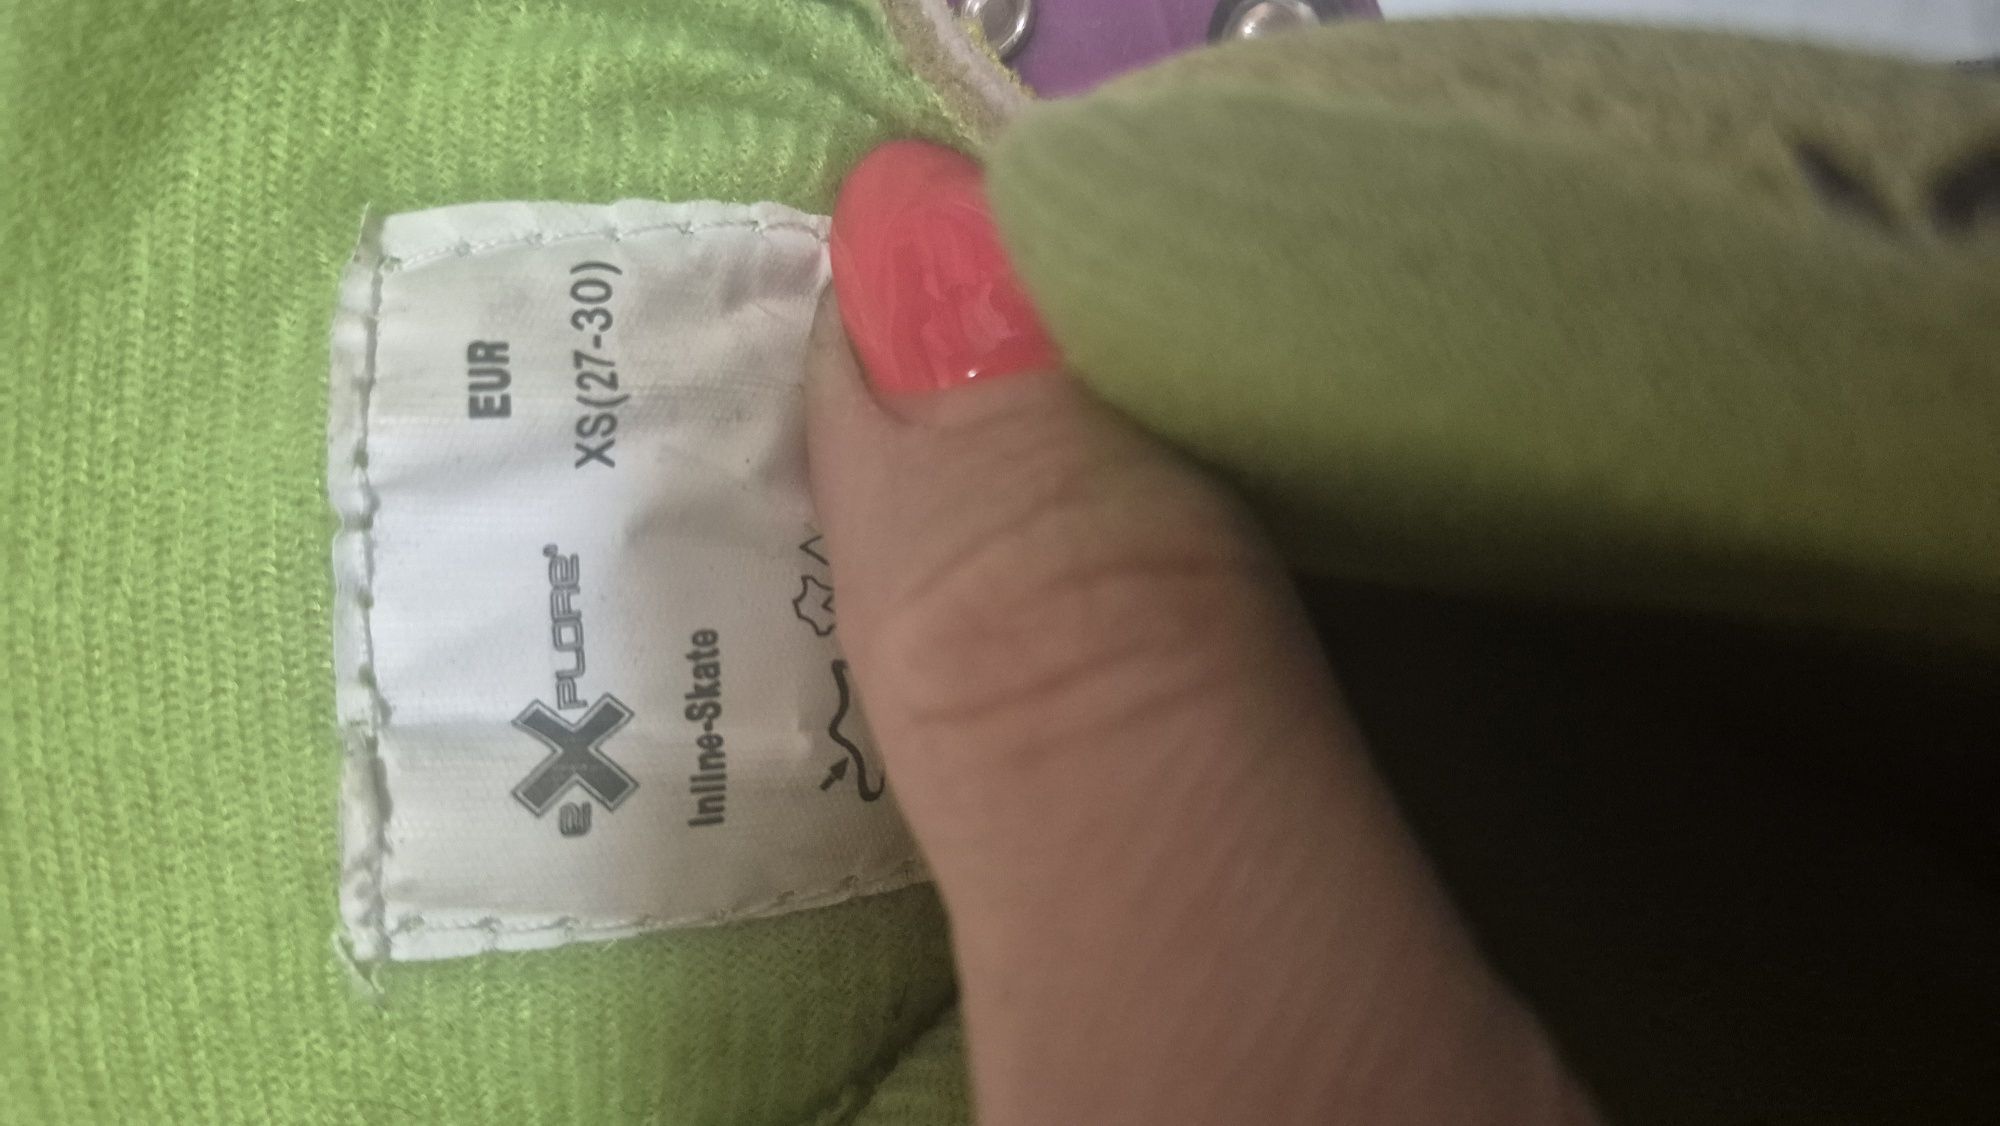 EUR
eXPLORE
XS(27-30)
Inline-Skate